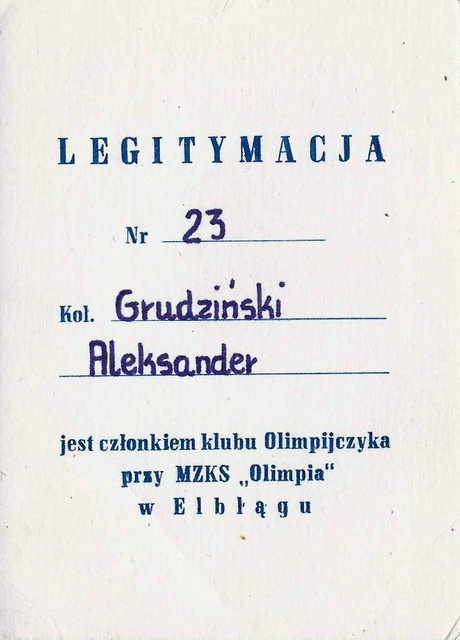 LEGITYMACJA
Nr 23
Kol. Grudziński
Aleksander
jest członkiem klubu Olimpijczyka
przy MZKS „Olimpia“
w Elblągu